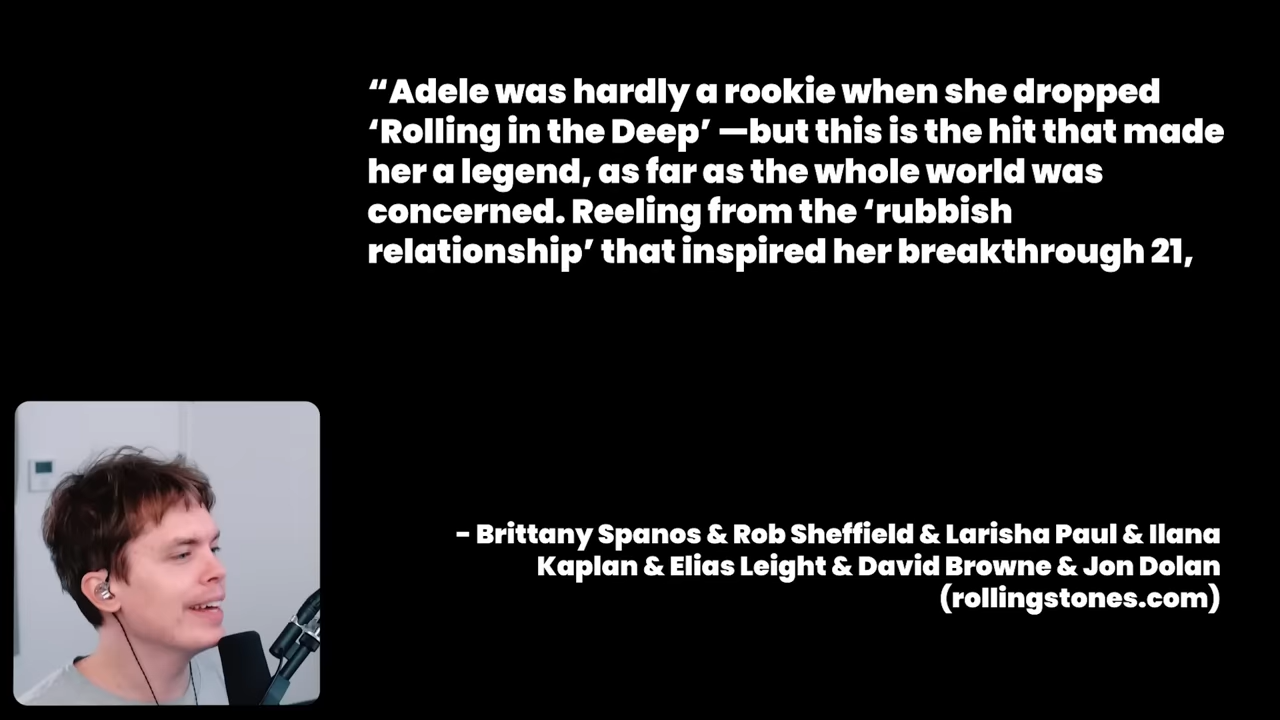 “Adele was hardly a rookie when she dropped
‘Rolling in the Deep’ —but this is the hit that made
her a legend, as far as the whole world was
concerned. Reeling from the ‘rubbish
relationship’ that inspired her breakthrough 21,
– Brittany Spanos & Rob Sheffield & Larisha Paul & Ilana
Kaplan & Elias Leight & David Browne & Jon Dolan
(rollingstones.com)